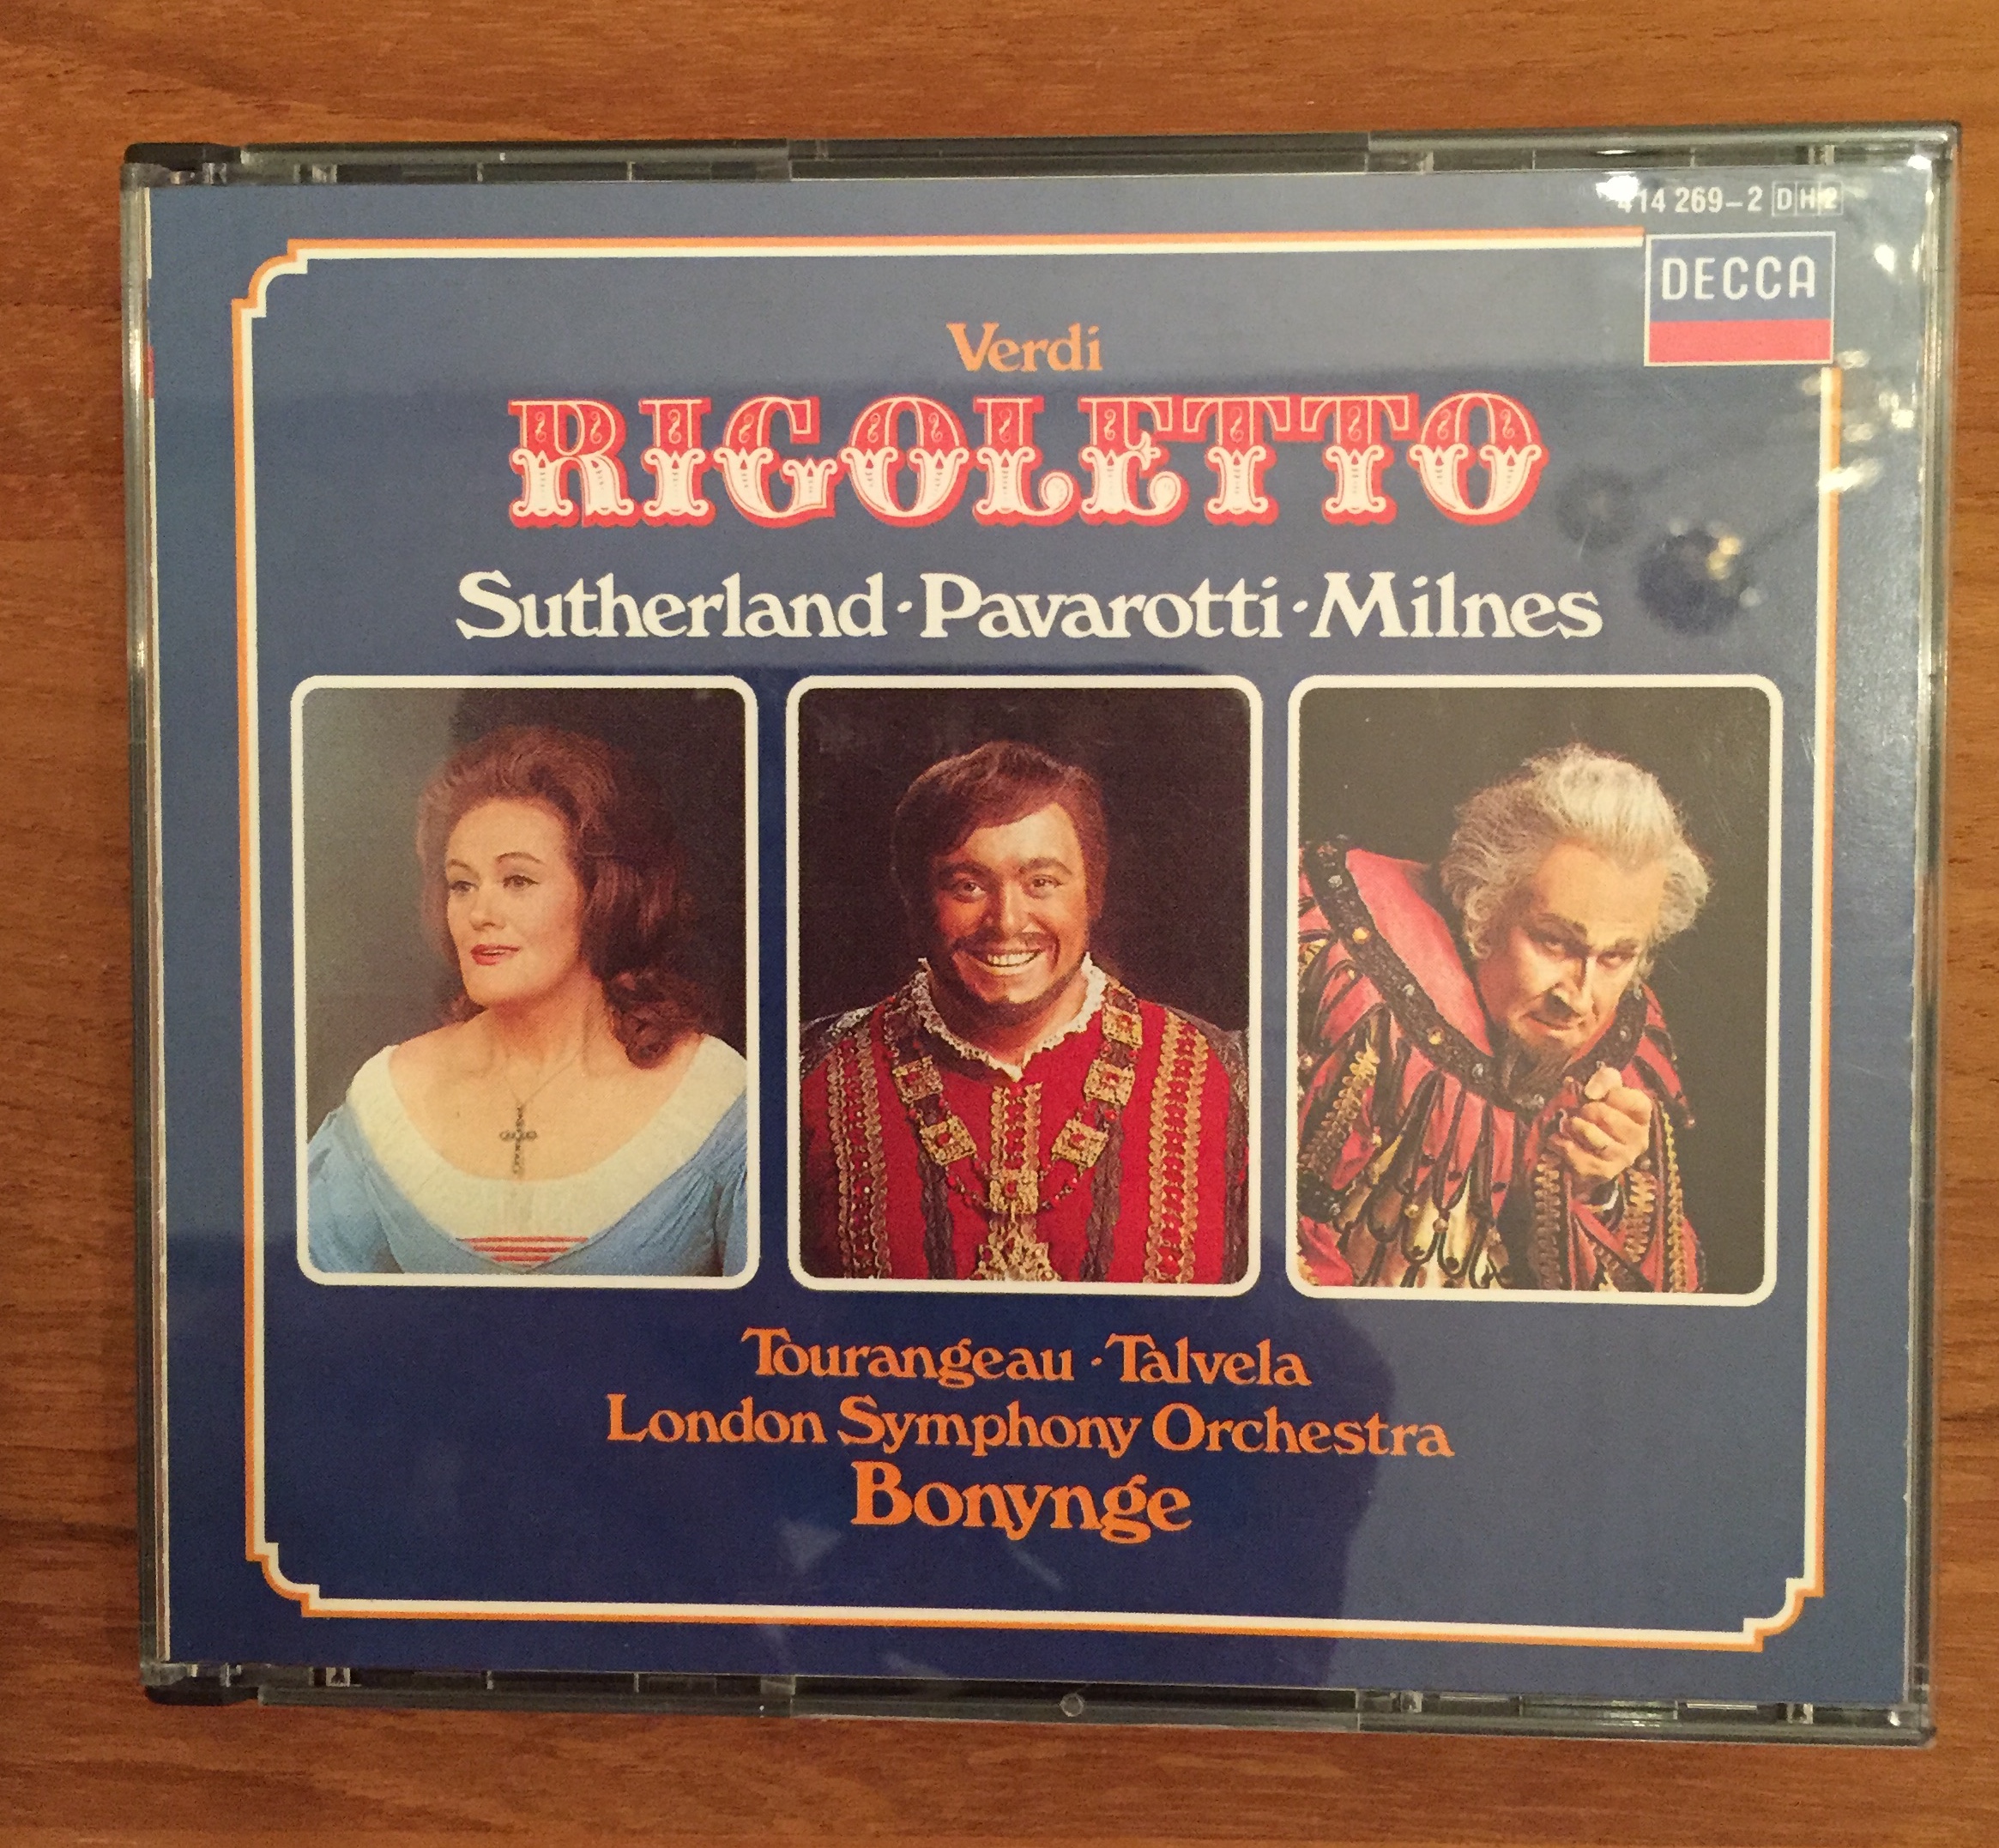 414 269-2 DH2
DECCA
Verdi
RIGOLETTO
Sutherland·Pavarotti·Milnes
Tourangeau·Talvela
London Symphony Orchestra
Bonynge